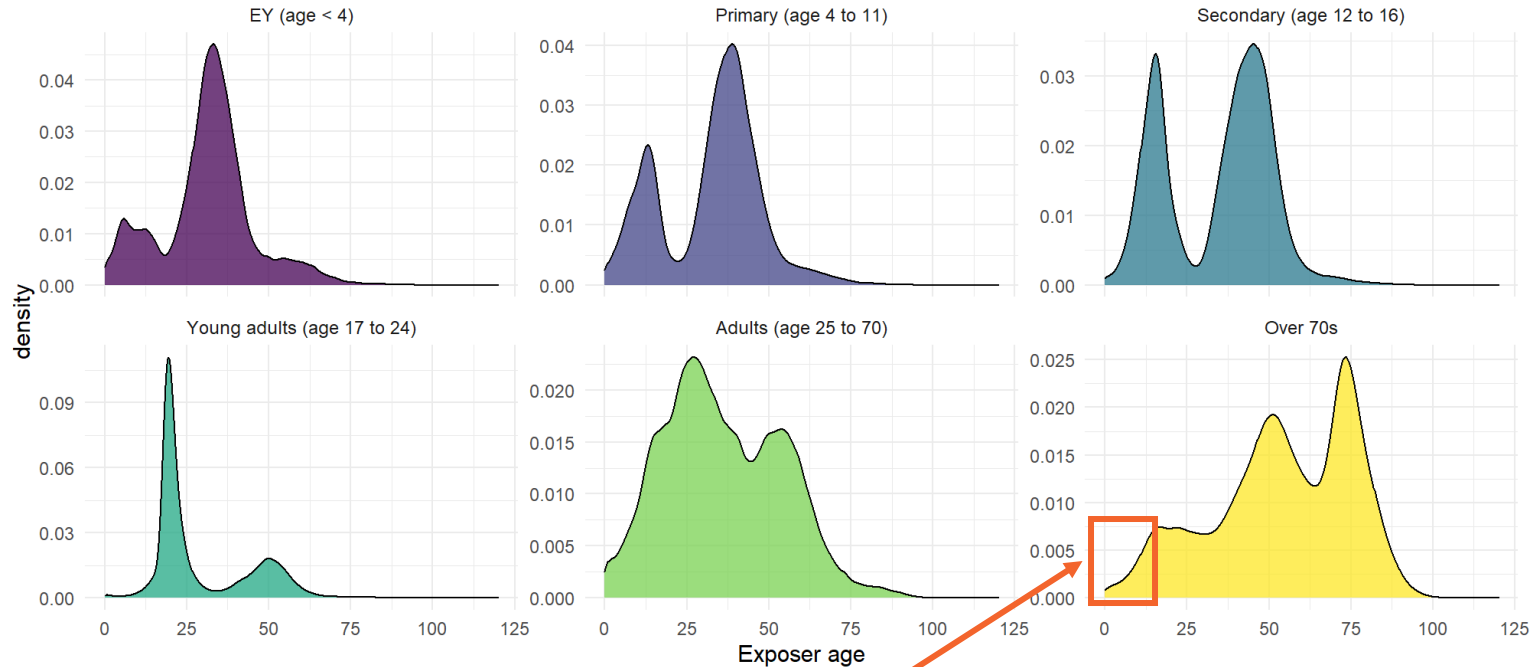 EY (age < 4)
Primary (age 4 to 11)
Secondary (age 12 to 16)
0.04
0.03
0.02
0.01
0.00
0.04
0.03
0.02
0.01
0.00
0.03
0.02
0.01
0.00
density
Young adults (age 17 to 24)
Adults (age 25 to 70)
Over 70s
0.09
0.06
0.03
0.00
0.020
0.015
0.010
0.005
0.000
0.025
0.020
0.015
0.010
0.005
0.000
0 25 50 75 100 125
0 25 50 75 100 125
0 25 50 75 100 125
Exposer age